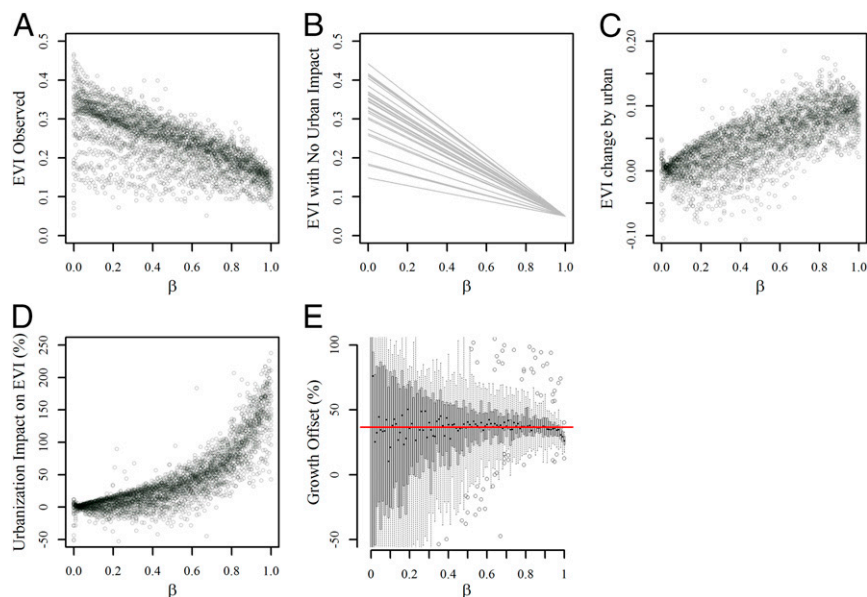 A
EVI Observed
0.0 0.1 0.2 0.3 0.4 0.5
0.0 0.2 0.4 0.6 0.8 1.0
β
B
EVI with No Urban Impact
0.0 0.1 0.2 0.3 0.4 0.5
0.0 0.2 0.4 0.6 0.8 1.0
β
C
EVI change by urban
-0.10 0.00 0.10 0.20
0.0 0.2 0.4 0.6 0.8 1.0
β
D
Urbanization Impact on EVI (%)
-50 0 50 100 150 200 250
0.0 0.2 0.4 0.6 0.8 1.0
β
E
Growth Offset (%)
-50 0 50 100
0 0.2 0.4 0.6 0.8 1
β